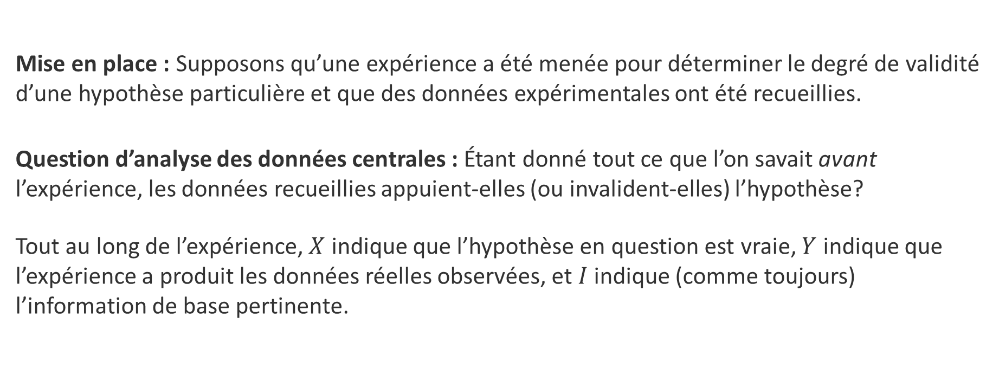 Mise en place : Supposons qu’une expérience a été menée pour déterminer le degré de validité
d’une hypothèse particulière et que des données expérimentales ont été recueillies.
Question d’analyse des données centrales : Étant donné tout ce que l’on savait avant
l’expérience, les données recueillies appuient-elles (ou invalident-elles) l’hypothèse?
Tout au long de l’expérience, X indique que l’hypothèse en question est vraie, Y indique que
l’expérience a produit les données réelles observées, et I indique (comme toujours)
l’information de base pertinente.